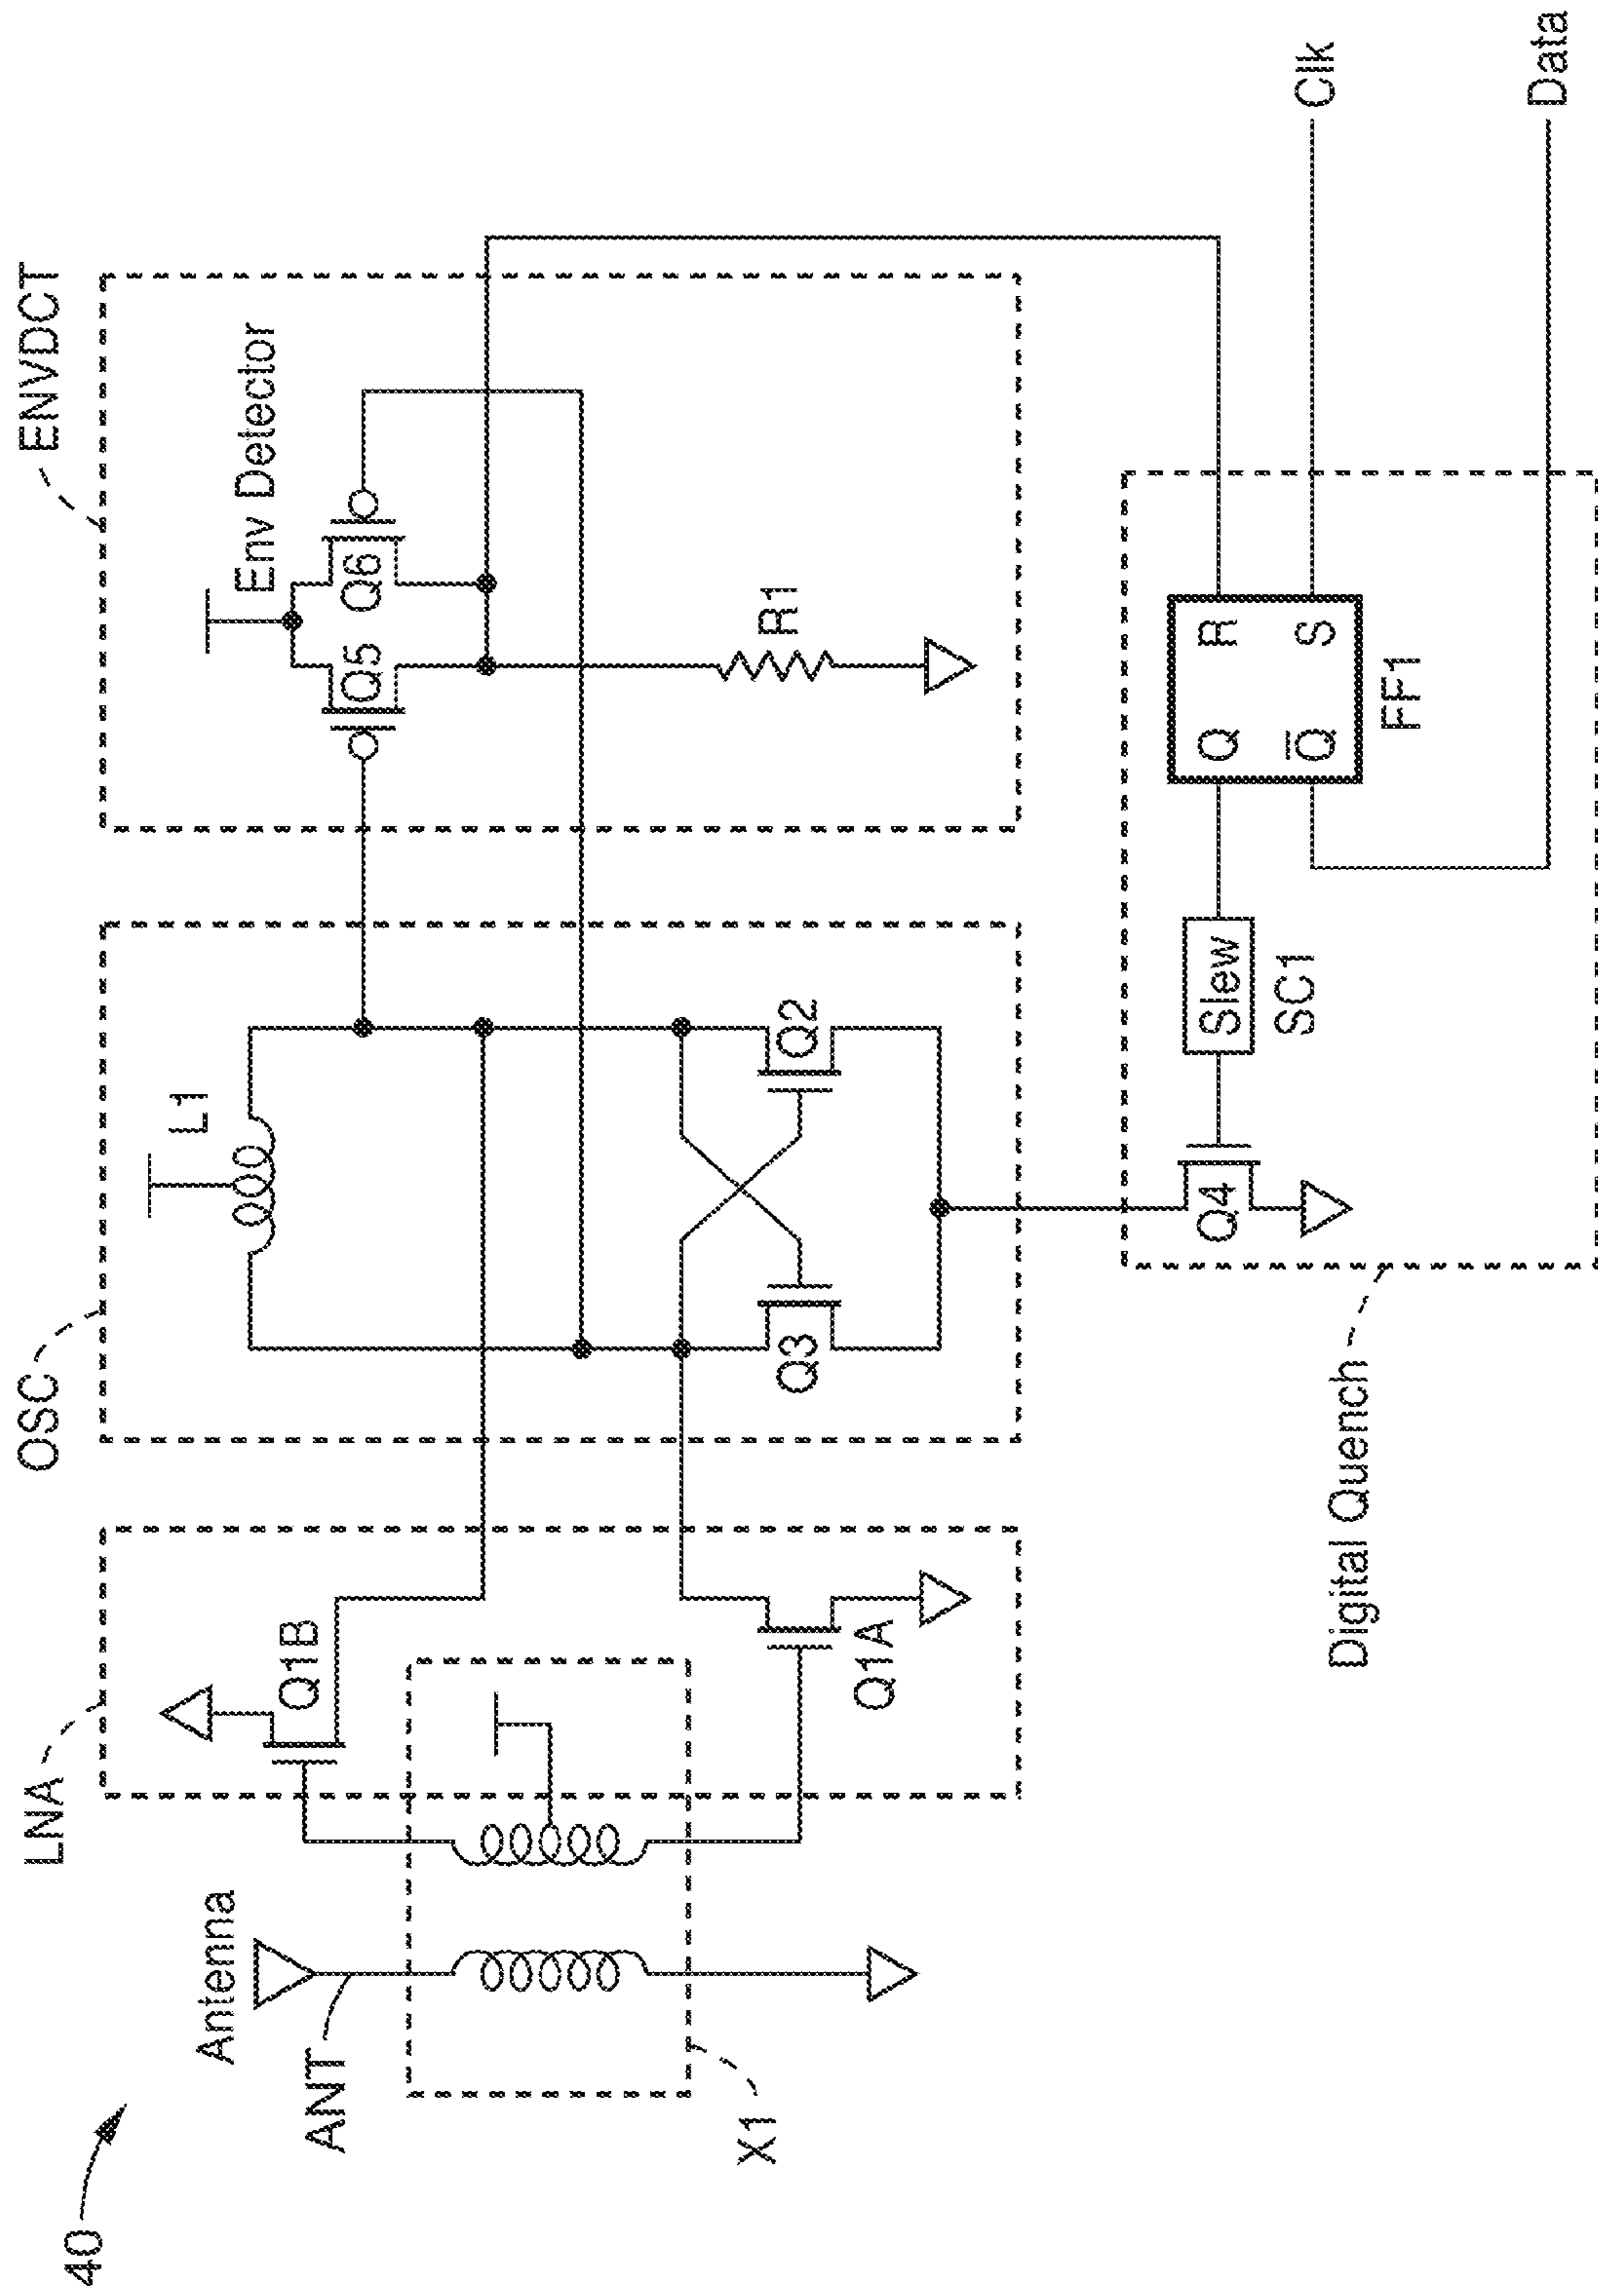 40
Antenna
ANT
X1
LNA
Q1B
Q1A
OSC
L1
Q3
Q2
ENVDCT
Env Detector
Q5
Q6
R1
Digital Quench
Q4
Slew
SC1
Q
R
Q̅
S
FF1
Clk
Data